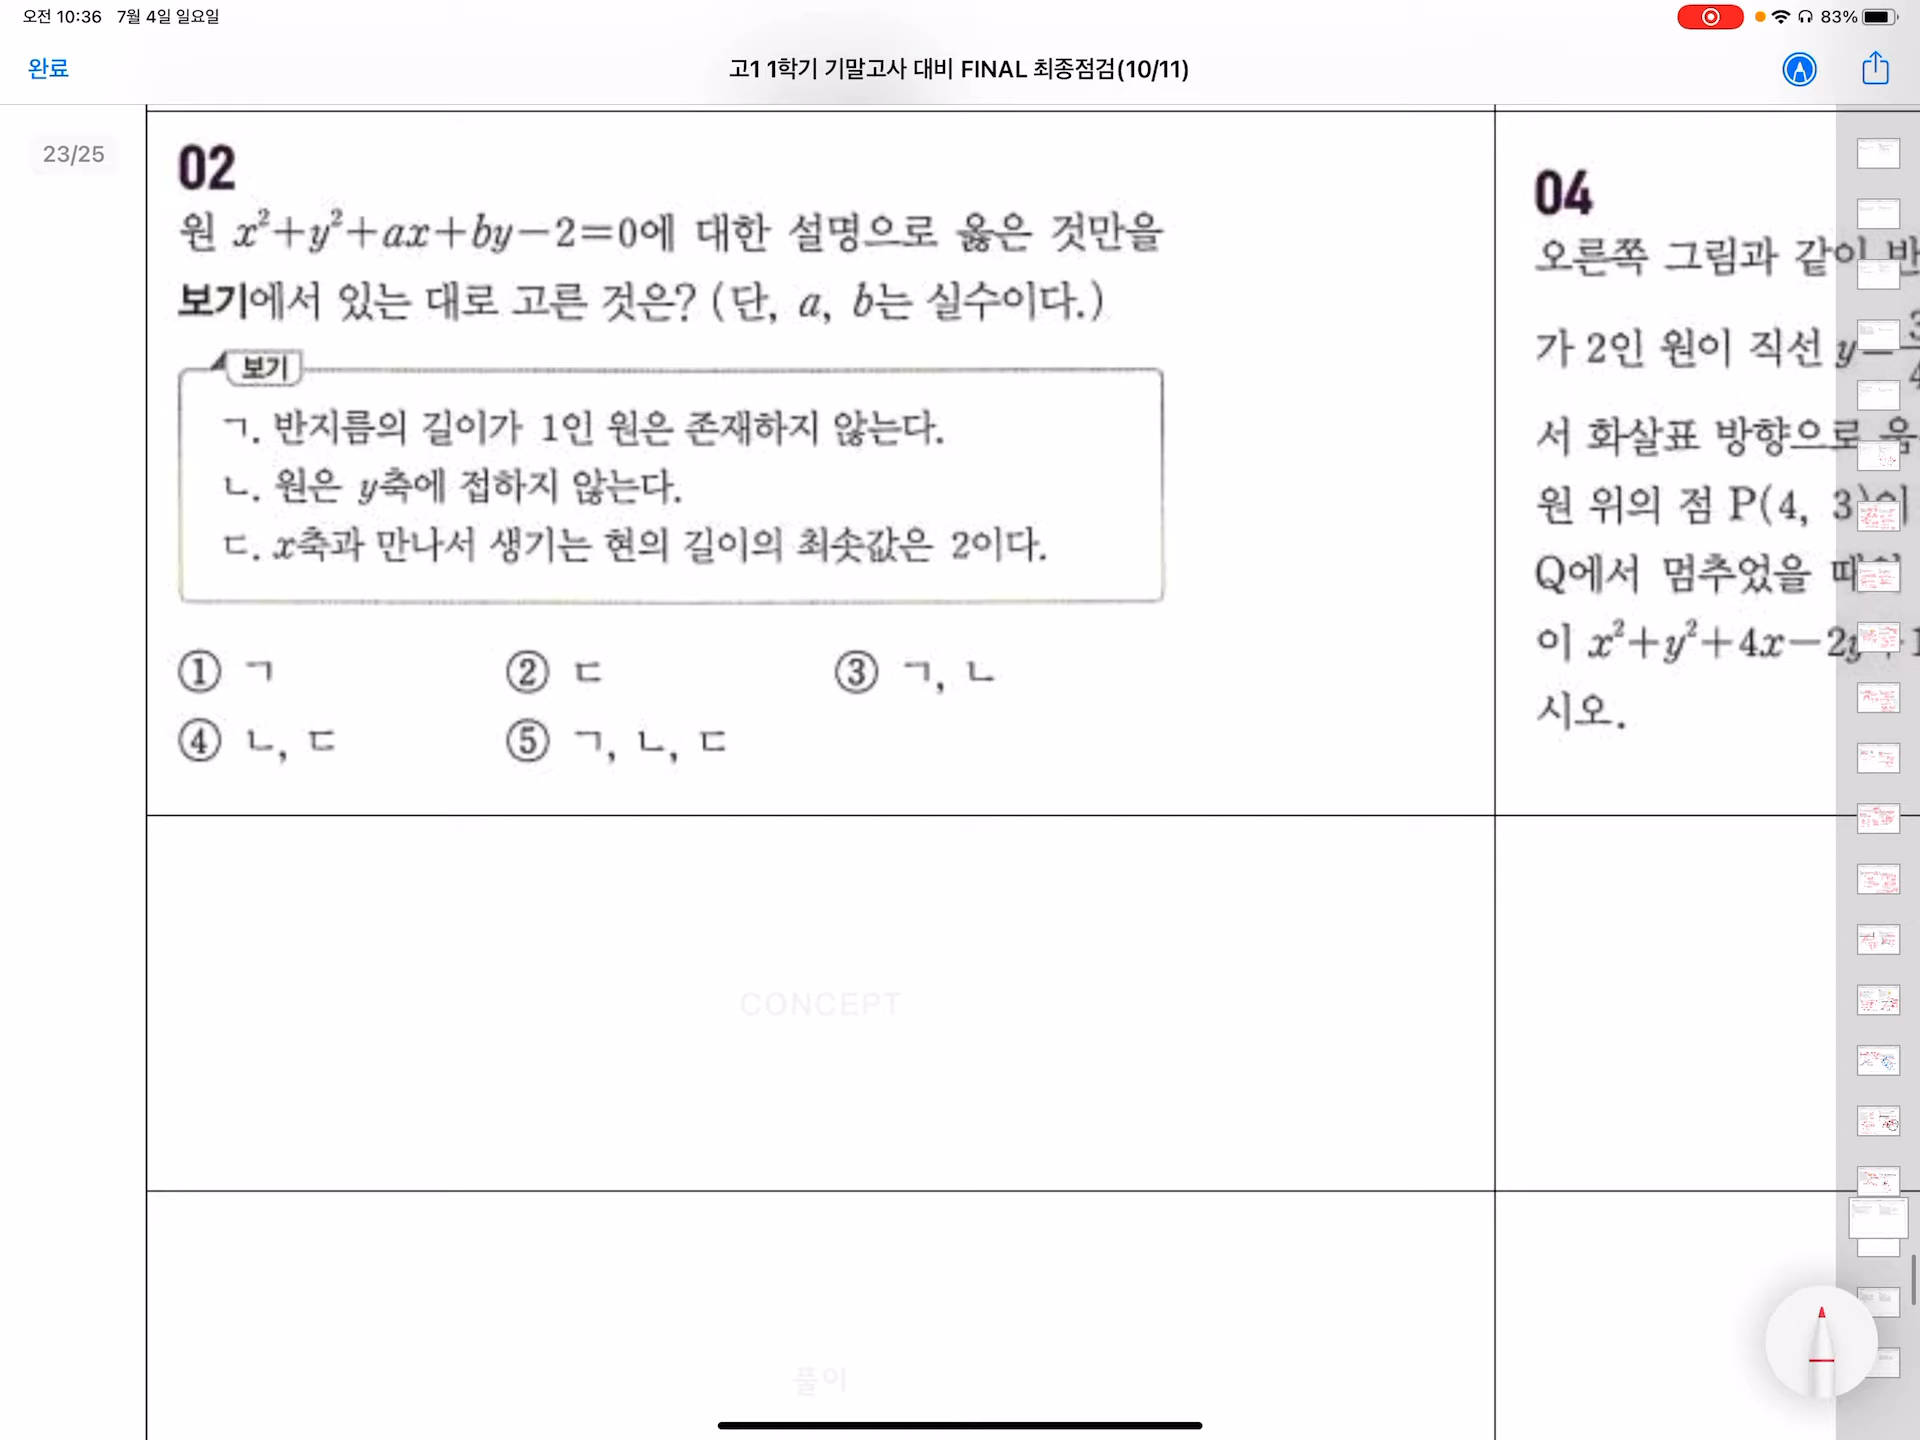 오전 10:36 7월 4일 일요일
83%
완료
고1 1학기 기말고사 대비 FINAL 최종점검(10/11)
23/25
02
원 x²+y²+ax+by-2=0에 대한 설명으로 옳은 것만을
보기에서 있는 대로 고른 것은? (단, a, b는 실수이다.)
보기
ㄱ. 반지름의 길이가 1인 원은 존재하지 않는다.
ㄴ. 원은 y축에 접하지 않는다.
ㄷ. x축과 만나서 생기는 현의 길이의 최솟값은 2이다.
① ㄱ ② ㄷ ③ ㄱ, ㄴ
④ ㄴ, ㄷ ⑤ ㄱ, ㄴ, ㄷ
CONCEPT
풀이
04
오른쪽 그림과 같이 반
가 2인 원이 직선 y=3/4
서 화살표 방향으로
원 위의 점 P(4, 3)이
Q에서 멈추었을 때
이 x²+y²+4x-2y+1
시오.